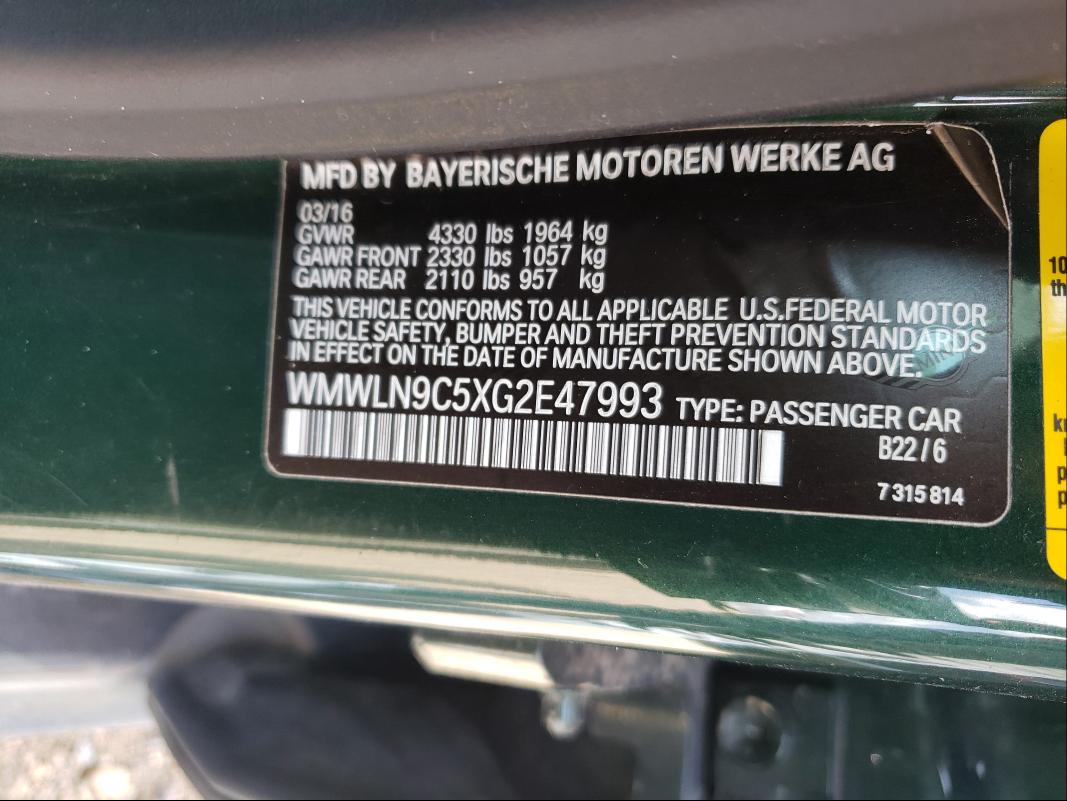 MFD BY BAYERISCHE MOTOREN WERKE AG
03/16
GVWR 4330 lbs 1964 kg
GAWR FRONT 2330 lbs 1057 kg
GAWR REAR 2110 lbs 957 kg
THIS VEHICLE CONFORMS TO ALL APPLICABLE U.S.FEDERAL MOTOR
VEHICLE SAFETY, BUMPER AND THEFT PREVENTION STANDARDS
IN EFFECT ON THE DATE OF MANUFACTURE SHOWN ABOVE.
WMWLN9C5XG2E47993 TYPE: PASSENGER CAR
B22/6
7 315 814
10
th